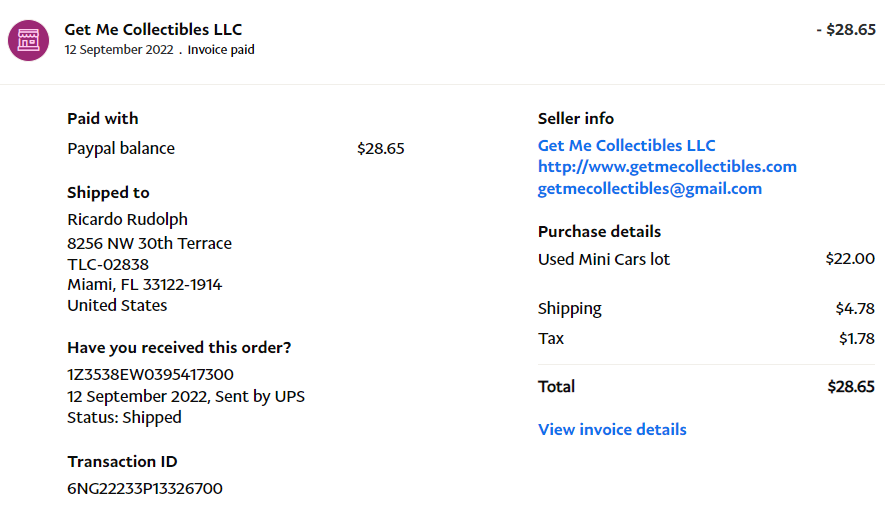 Get Me Collectibles LLC
- $28.65
12 September 2022 . Invoice paid
Paid with
Paypal balance $28.65
Shipped to
Ricardo Rudolph
8256 NW 30th Terrace
TLC-02838
Miami, FL 33122-1914
United States
Have you received this order?
1Z3538EW0395417300
12 September 2022, Sent by UPS
Status: Shipped
Transaction ID
6NG22233P13326700
Seller info
Get Me Collectibles LLC
http://www.getmecollectibles.com
getmecollectibles@gmail.com
Purchase details
Used Mini Cars lot $22.00
Shipping $4.78
Tax $1.78
Total $28.65
View invoice details